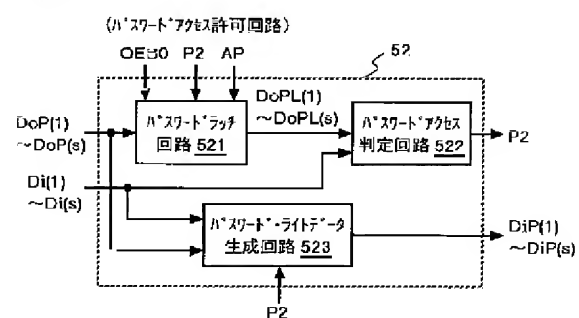 (ﾊﾟｽﾜｰﾄﾞｱｸｾｽ許可回路)
OEB0 P2 AP
52
DoP(1)
~DoP(s)
ﾊﾟｽﾜｰﾄﾞﾗｯﾁ
回路 521
DoPL(1)
~DoPL(s)
ﾊﾟｽﾜｰﾄﾞｱｸｾｽ
判定回路 522
P2
Di(1)
~Di(s)
ﾊﾟｽﾜｰﾄﾞ･ﾗｲﾄﾃﾞｰﾀ
生成回路 523
DiP(1)
~DiP(s)
P2